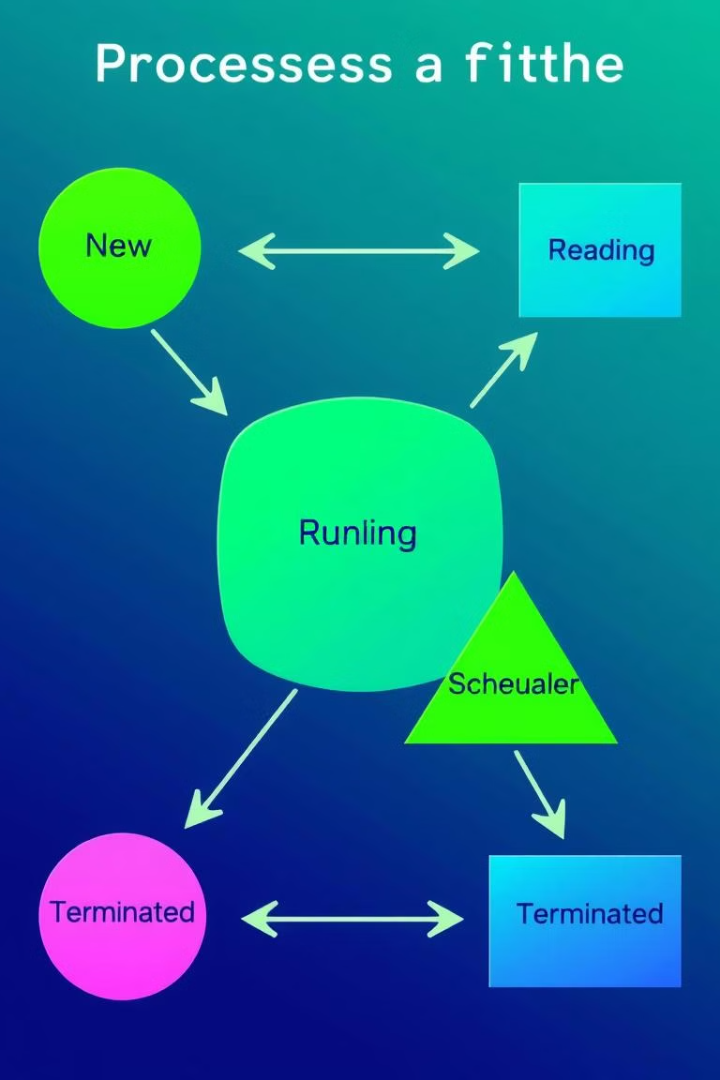 Processess a fitthe
New
Reading
Runling
Scheualer
Terminated
Terminated